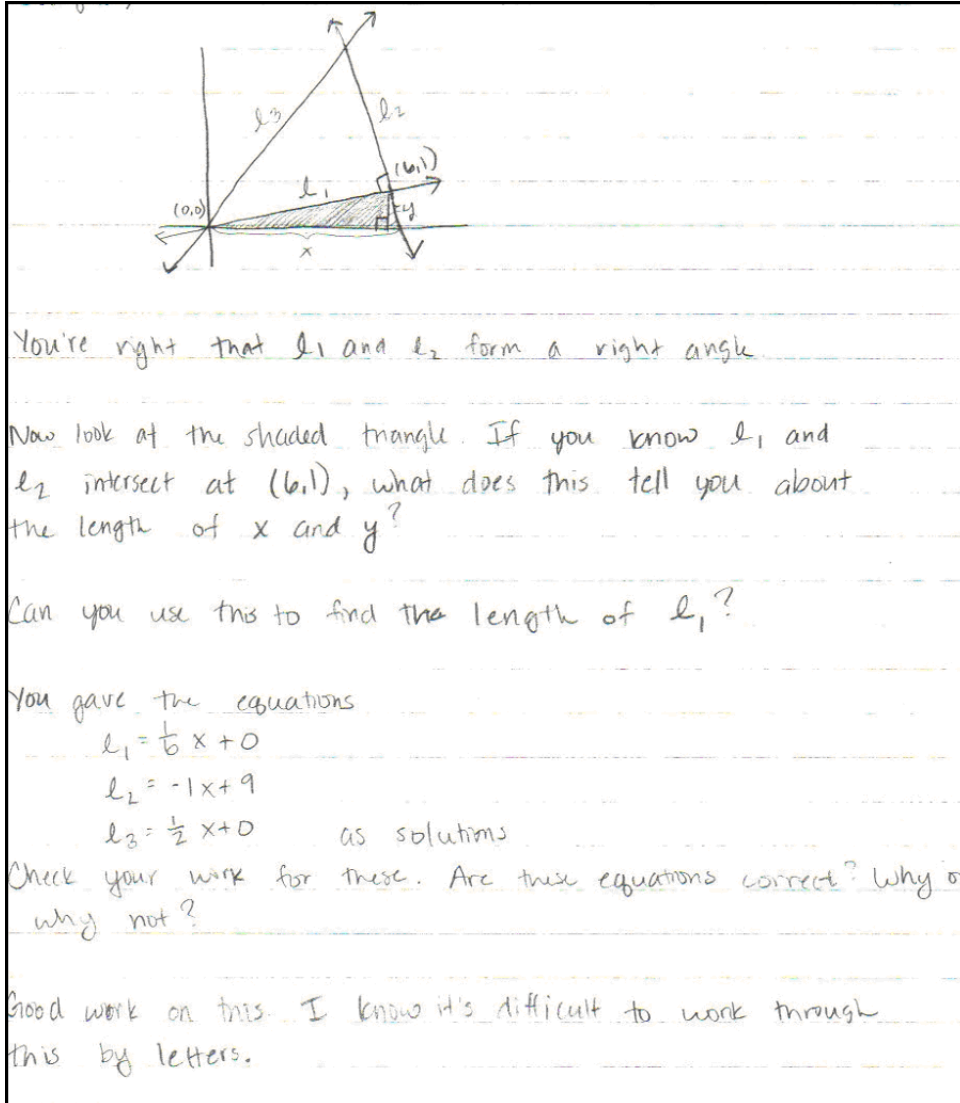 l3
l2
(6,1)
l1
(0,0)
y
x
You're right that l1 and l2 form a right angle
Now look at the shaded triangle. If you know l1 and
l2 intersect at (6,1), what does this tell you about
the length of x and y?
Can you use this to find the length of l1?
You gave the equations
l1 = 1/6 x + 0
l2 = -1x + 9
l3 = 1/2 x + 0 as solutions
Check your work for these. Are these equations correct? Why or
why not?
Good work on this. I know it's difficult to work through
this by letters.